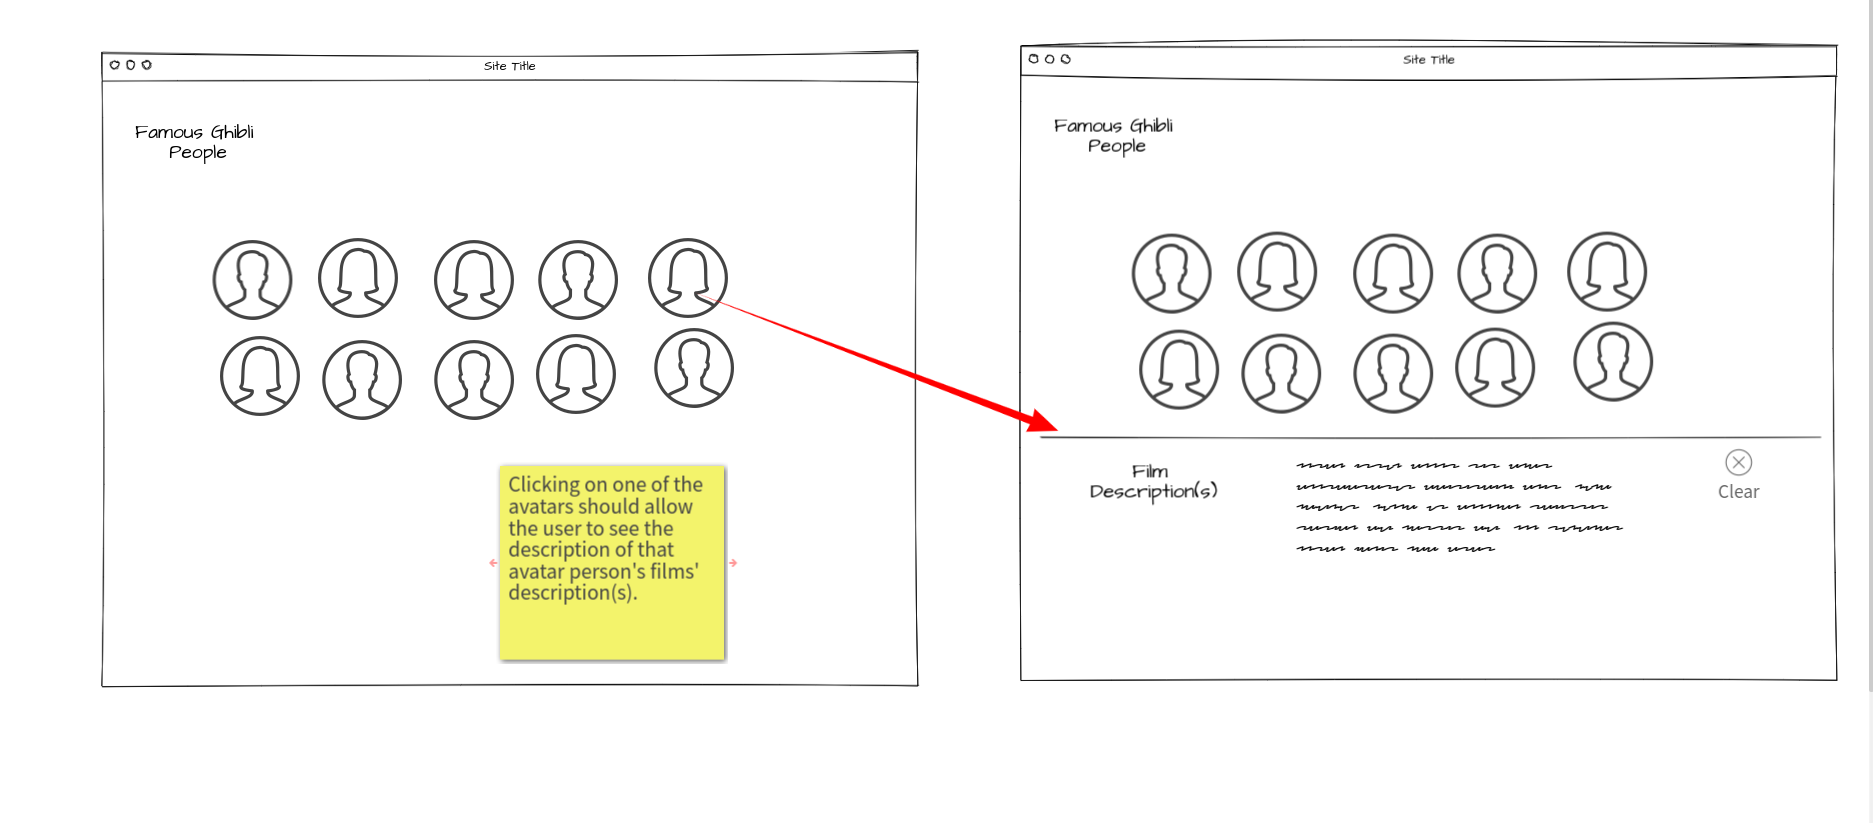 Site Title
Famous Ghibli
People
Clicking on one of the
avatars should allow
the user to see the
description of that
avatar person's films'
description(s).
Site Title
Famous Ghibli
People
Film
Description(s)
Clear